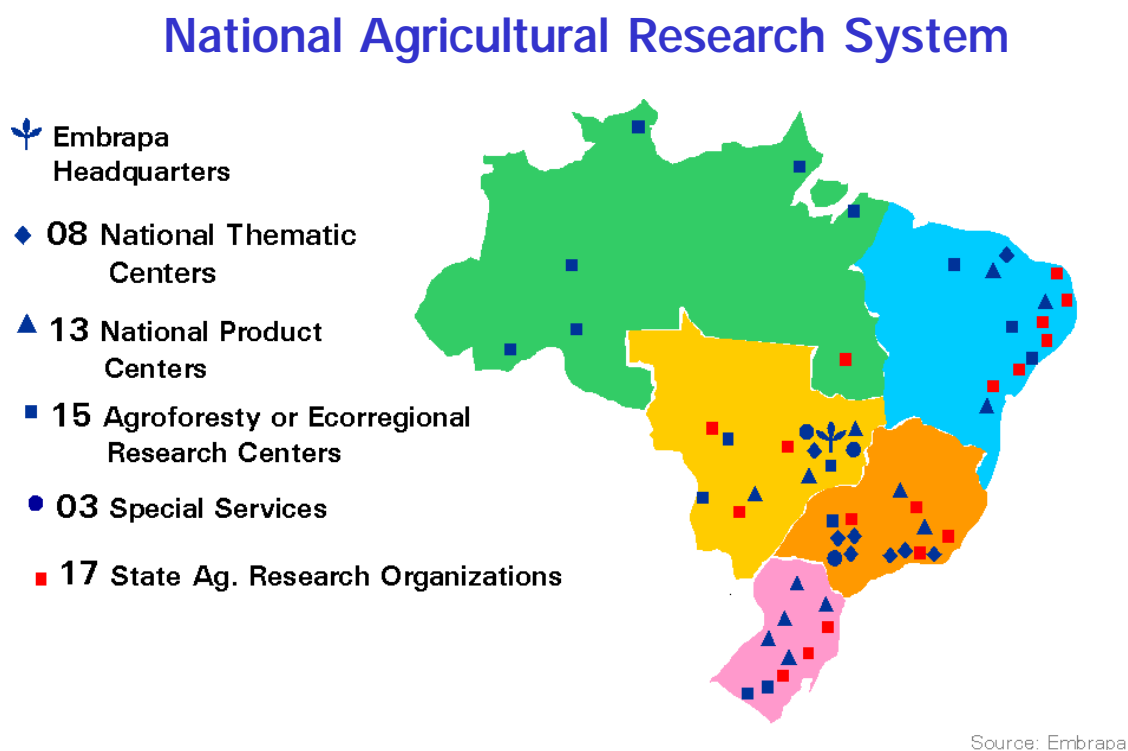 National Agricultural Research System
Embrapa
Headquarters
08 National Thematic
Centers
13 National Product
Centers
15 Agroforesty or Ecorregional
Research Centers
03 Special Services
17 State Ag. Research Organizations
Source: Embrapa